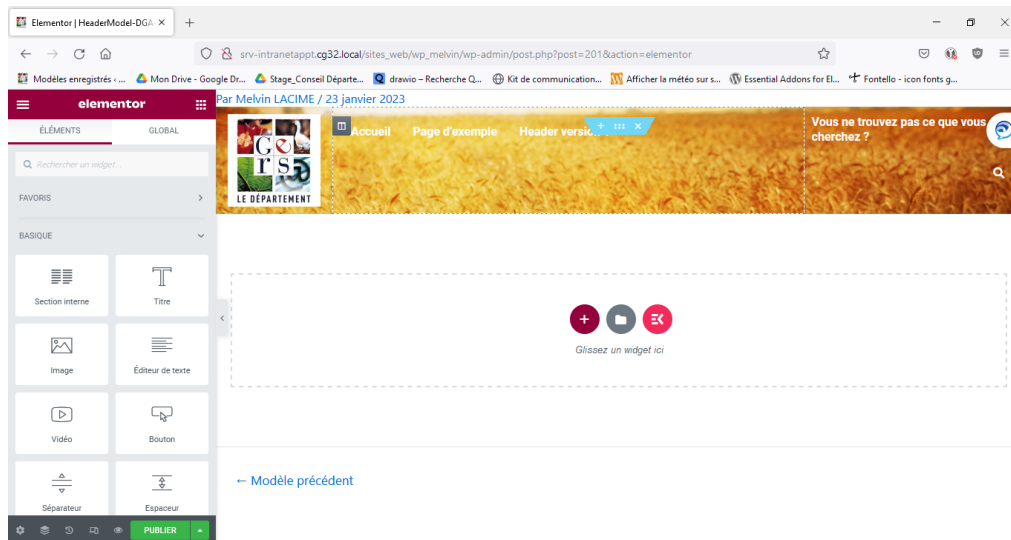 Elementor | HeaderModel-DGA-
srv-intranetappt.cg32.local/sites_web/wp_melvin/wp-admin/post.php?post=201&action=elementor
Modèles enregistrés ‹ ... Mon Drive – Google Dr... Stage_Conseil Départe... drawio – Recherche Q... Kit de communication... Afficher la météo sur s... Essential Addons for El... Fontello - icon fonts g...
elementor
Par Melvin LACIME / 23 janvier 2023
ÉLÉMENTS GLOBAL
Accueil Page d'exemple Header version
Vous ne trouvez pas ce que vous
cherchez ?
Rechercher un widget...
Gers
LE DÉPARTEMENT
FAVORIS
BASIQUE
Section interne Titre
Image Éditeur de texte
Glissez un widget ici
Vidéo Bouton
← Modèle précédent
Séparateur Espaceur
PUBLIER